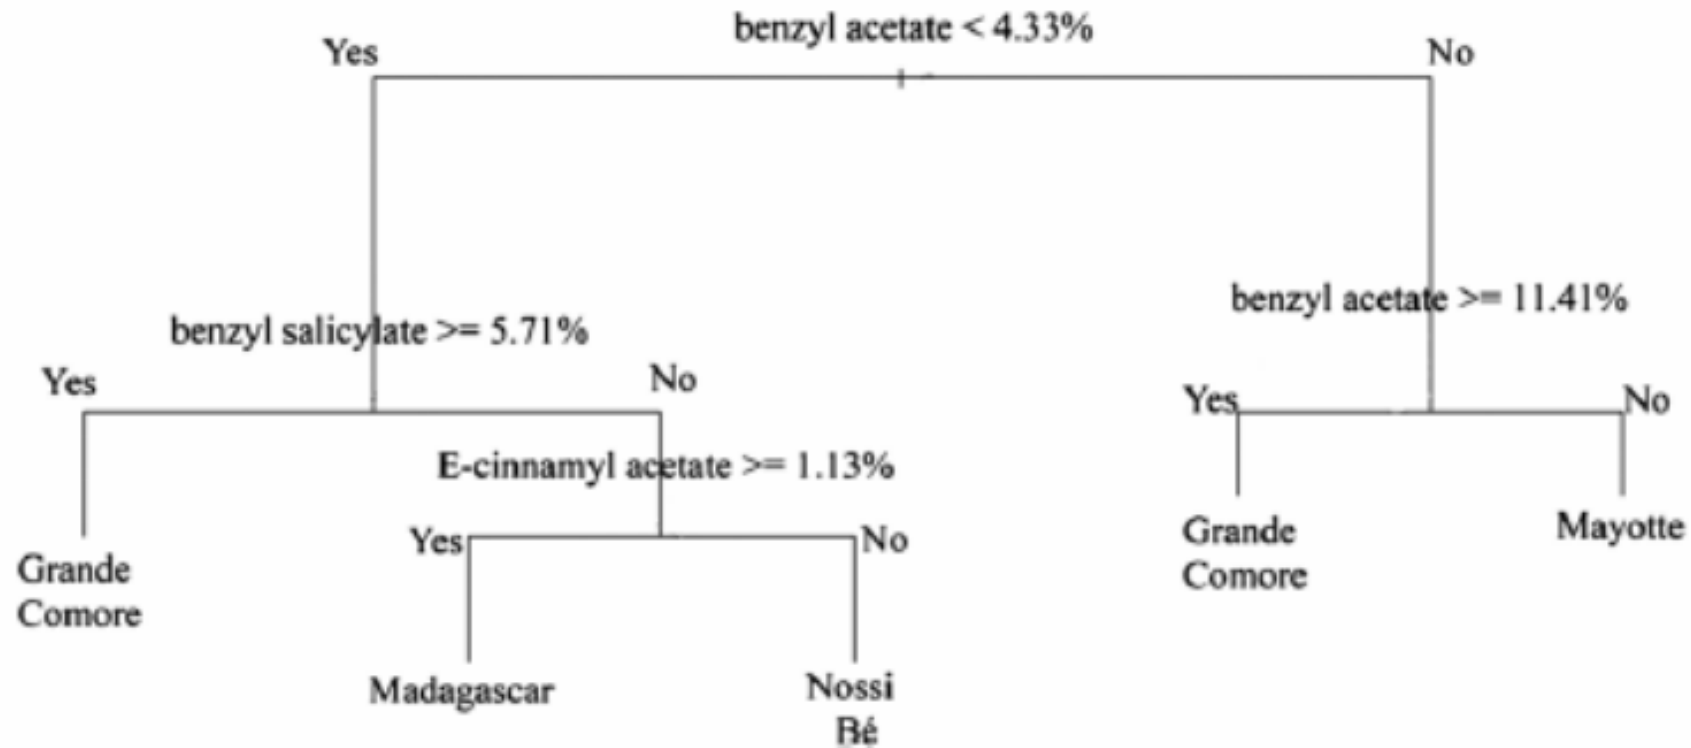 benzyl acetate < 4.33%
Yes
No
benzyl acetate >= 11.41%
benzyl salicylate >= 5.71%
Yes
No
Yes
No
E-cinnamyl acetate >= 1.13%
Yes
No
Grande
Comore
Mayotte
Grande
Comore
Madagascar
Nossi
Bé